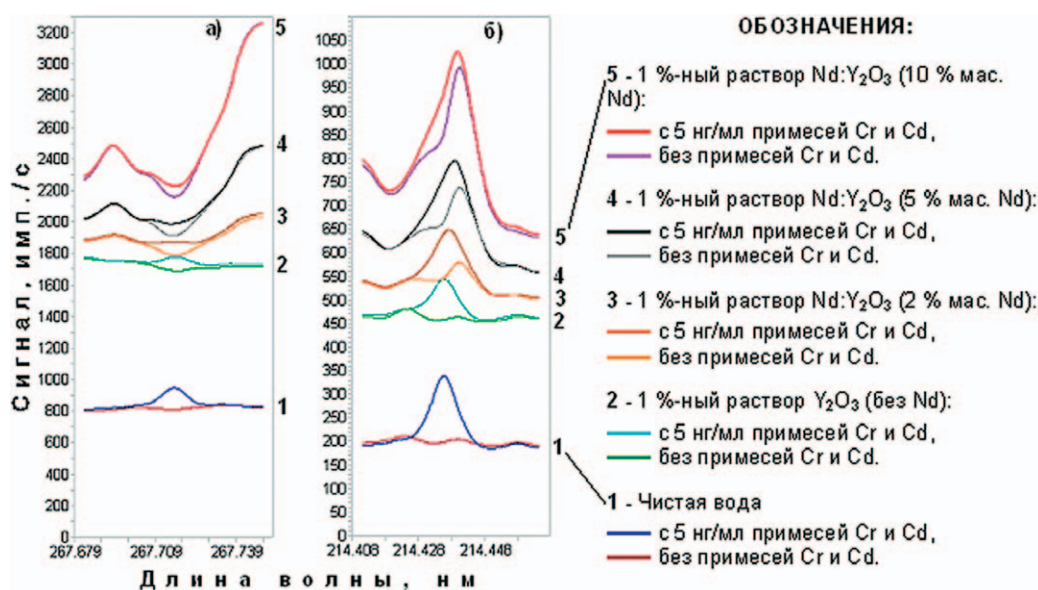 а)
3200
3000
2800
2600
2400
2200
2000
1800
1600
1400
1200
1000
800
600
400
200
0
5
4
3
2
1
267.679 267.709 267.739
б)
1050
1000
950
900
850
800
750
700
650
600
550
500
450
400
350
300
250
200
150
100
50
0
5
4
3
2
1
214.408 214.428 214.448
Сигнал, имп./с
Длина волны, нм
ОБОЗНАЧЕНИЯ:
5 - 1 %-ный раствор Nd:Y₂O₃ (10 % мас.
Nd):
с 5 нг/мл примесей Cr и Cd,
без примесей Cr и Cd.
4 - 1 %-ный раствор Nd:Y₂O₃ (5 % мас. Nd):
с 5 нг/мл примесей Cr и Cd,
без примесей Cr и Cd.
3 - 1 %-ный раствор Nd:Y₂O₃ (2 % мас. Nd):
с 5 нг/мл примесей Cr и Cd,
без примесей Cr и Cd.
2 - 1 %-ный раствор Y₂O₃ (без Nd):
с 5 нг/мл примесей Cr и Cd,
без примесей Cr и Cd.
1 - Чистая вода
с 5 нг/мл примесей Cr и Cd,
без примесей Cr и Cd.